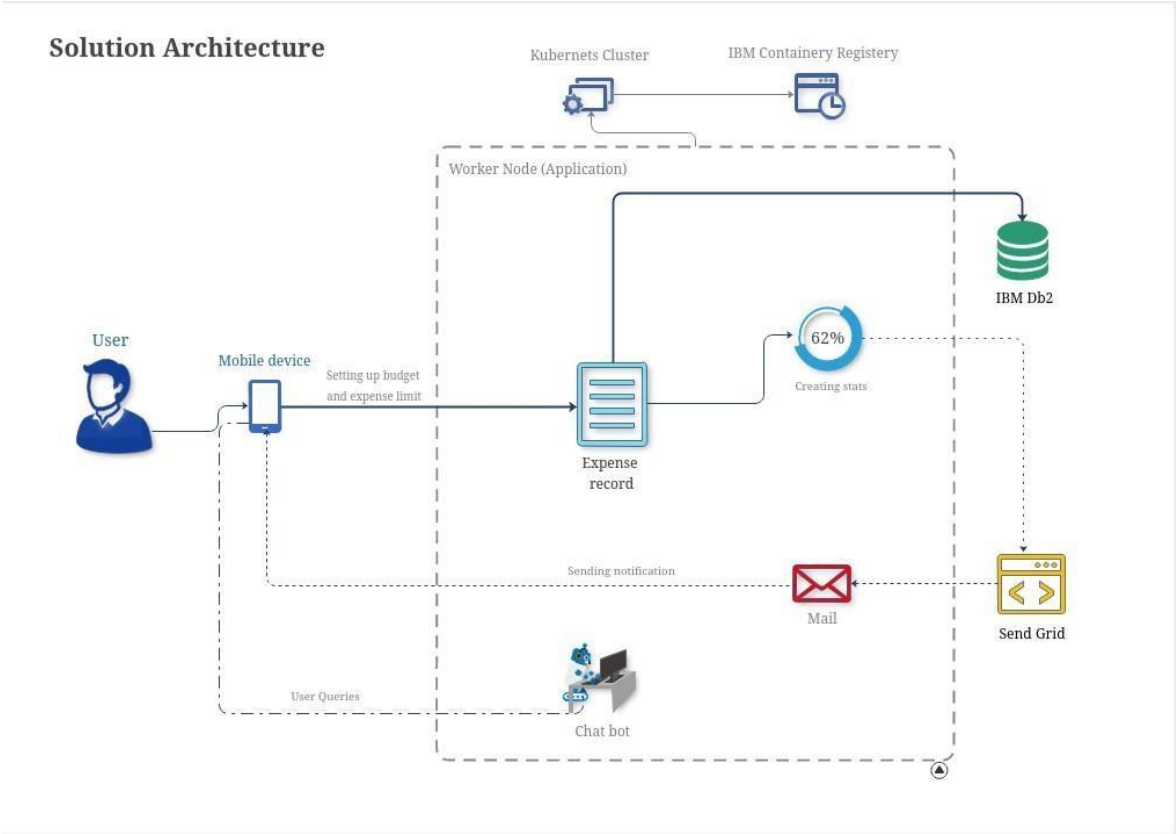 Solution Architecture
Kubernets Cluster
IBM Containery Registery
Worker Node (Application)
IBM Db2
User
Mobile device
Setting up budget
and expense limit
62%
Creating stats
Expense
record
Sending notification
Mail
Send Grid
User Queries
Chat bot